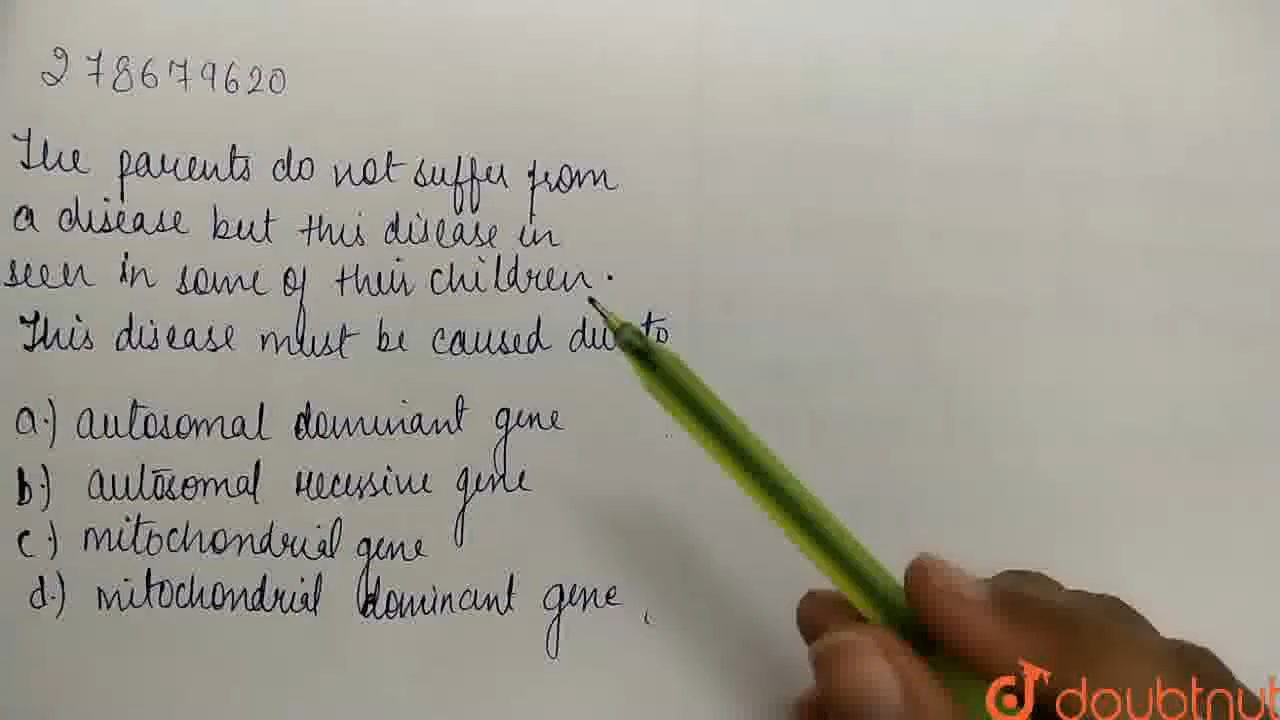 278679620
The parents do not suffer from
a disease but this disease in
seen in some of their children.
This disease must be caused due to
a.) autosomal dominant gene
b.) autosomal recessive gene
c.) mitochondrial gene
d.) mitochondrial dominant gene.
doubtnut